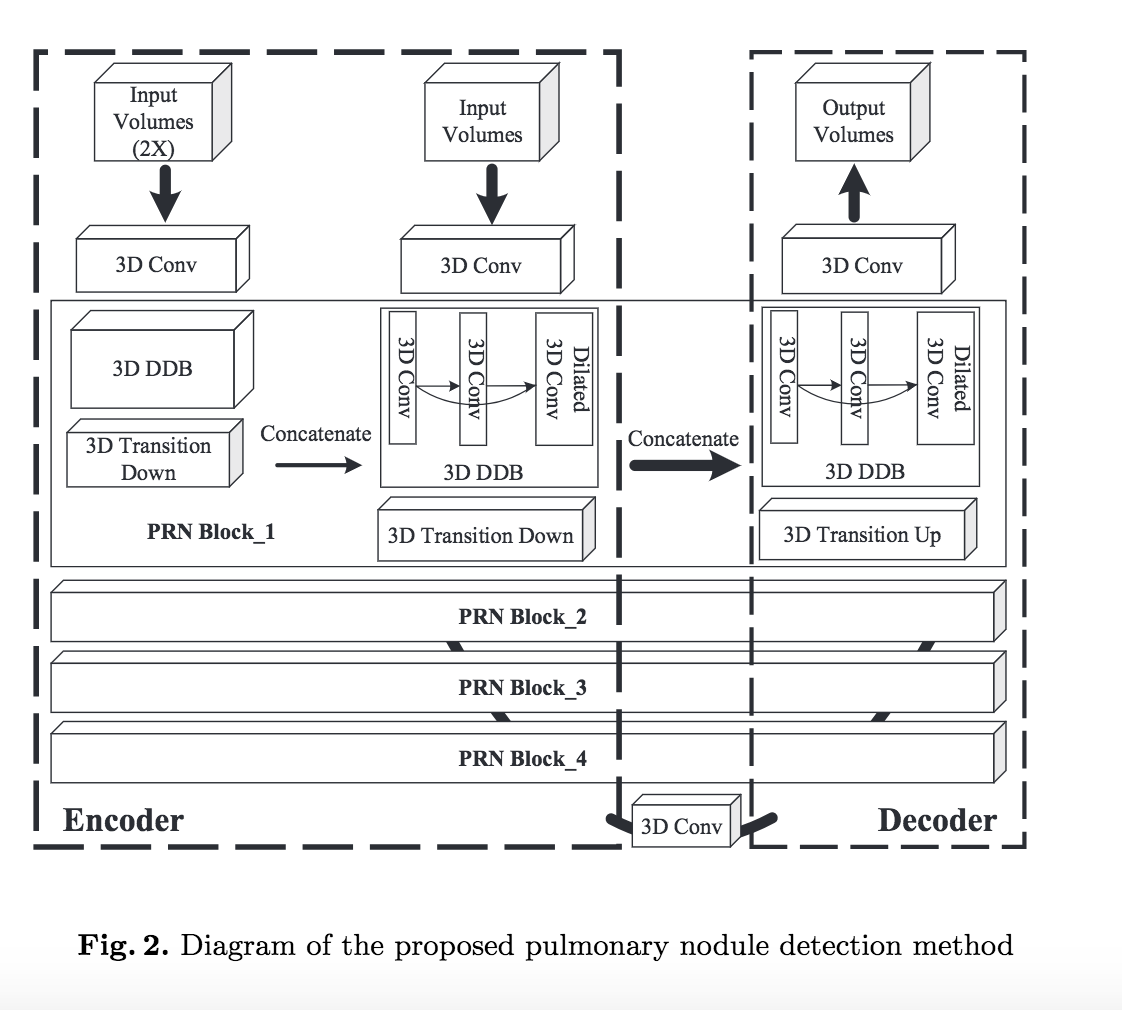 Input
Volumes
(2X)
Input
Volumes
Output
Volumes
3D Conv
3D Conv
3D Conv
3D DDB
3D Transition
Down
Concatenate
PRN Block_1
3D Conv
3D Conv
3D Conv
Dilated
3D DDB
3D Transition Down
Concatenate
3D Conv
3D Conv
3D Conv
Dilated
3D DDB
3D Transition Up
PRN Block_2
PRN Block_3
PRN Block_4
Encoder
3D Conv
Decoder
Fig. 2. Diagram of the proposed pulmonary nodule detection method